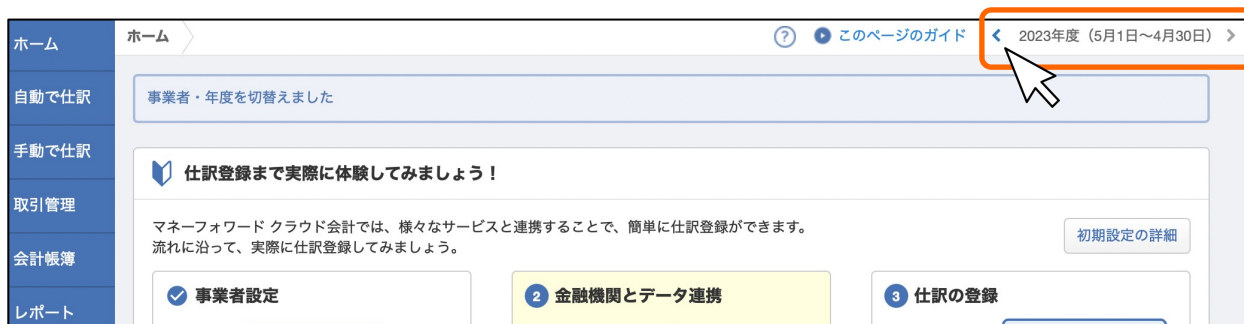 ホーム
自動で仕訳
手動で仕訳
取引管理
会計帳簿
レポート
ホーム
? このページのガイド < 2023年度（5月1日〜4月30日） >
事業者・年度を切替えました
仕訳登録まで実際に体験してみましょう！
マネーフォワード クラウド会計では、様々なサービスと連携することで、簡単に仕訳登録ができます。
流れに沿って、実際に仕訳登録してみましょう。
初期設定の詳細
事業者設定
2 金融機関とデータ連携
3 仕訳の登録